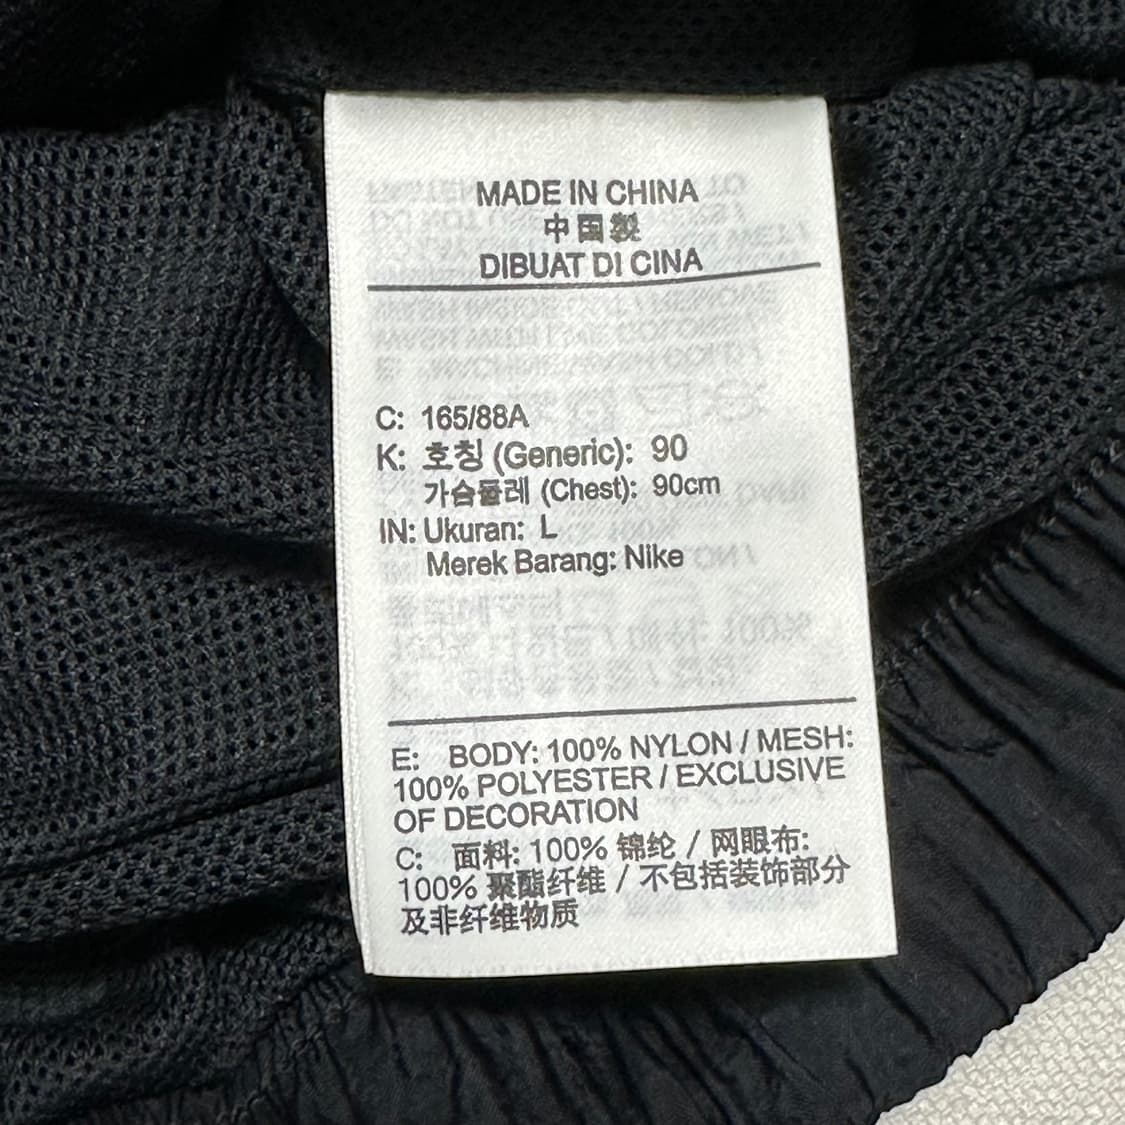 MADE IN CHINA
中国製
DIBUAT DI CINA
C: 165/88A
K: 호칭 (Generic): 90
가슴둘레 (Chest): 90cm
IN: Ukuran: L
Merek Barang: Nike
E: BODY: 100% NYLON / MESH:
100% POLYESTER / EXCLUSIVE
OF DECORATION
C: 面料: 100% 锦纶 / 网眼布:
100% 聚酯纤维 / 不包括装饰部分
及非纤维物质